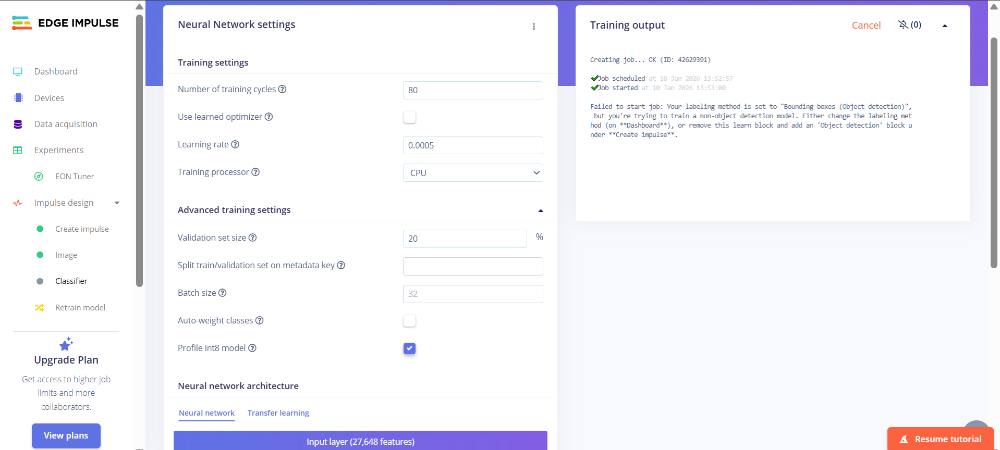 EDGE IMPULSE
Dashboard
Devices
Data acquisition
Experiments
EON Tuner
Impulse design
Create impulse
Image
Classifier
Retrain model
Upgrade Plan
Get access to higher job
limits and more
collaborators.
View plans
Neural Network settings
Training settings
Number of training cycles
80
Use learned optimizer
Learning rate
0.0005
Training processor
CPU
Advanced training settings
Validation set size
20
%
Split train/validation set on metadata key
Batch size
32
Auto-weight classes
Profile int8 model
Neural network architecture
Neural network Transfer learning
Input layer (27,648 features)
Training output
Cancel
(0)
Creating job... OK (ID: 42629391)
Job scheduled at 10 Jan 2026 13:52:57
Job started at 10 Jan 2026 13:53:00
Failed to start job: Your labeling method is set to "Bounding boxes (Object detection)",
but you're trying to train a non-object detection model. Either change the labeling met
hod (on **Dashboard**), or remove this learn block and add an 'Object detection' block u
nder **Create impulse**.
Resume tutorial